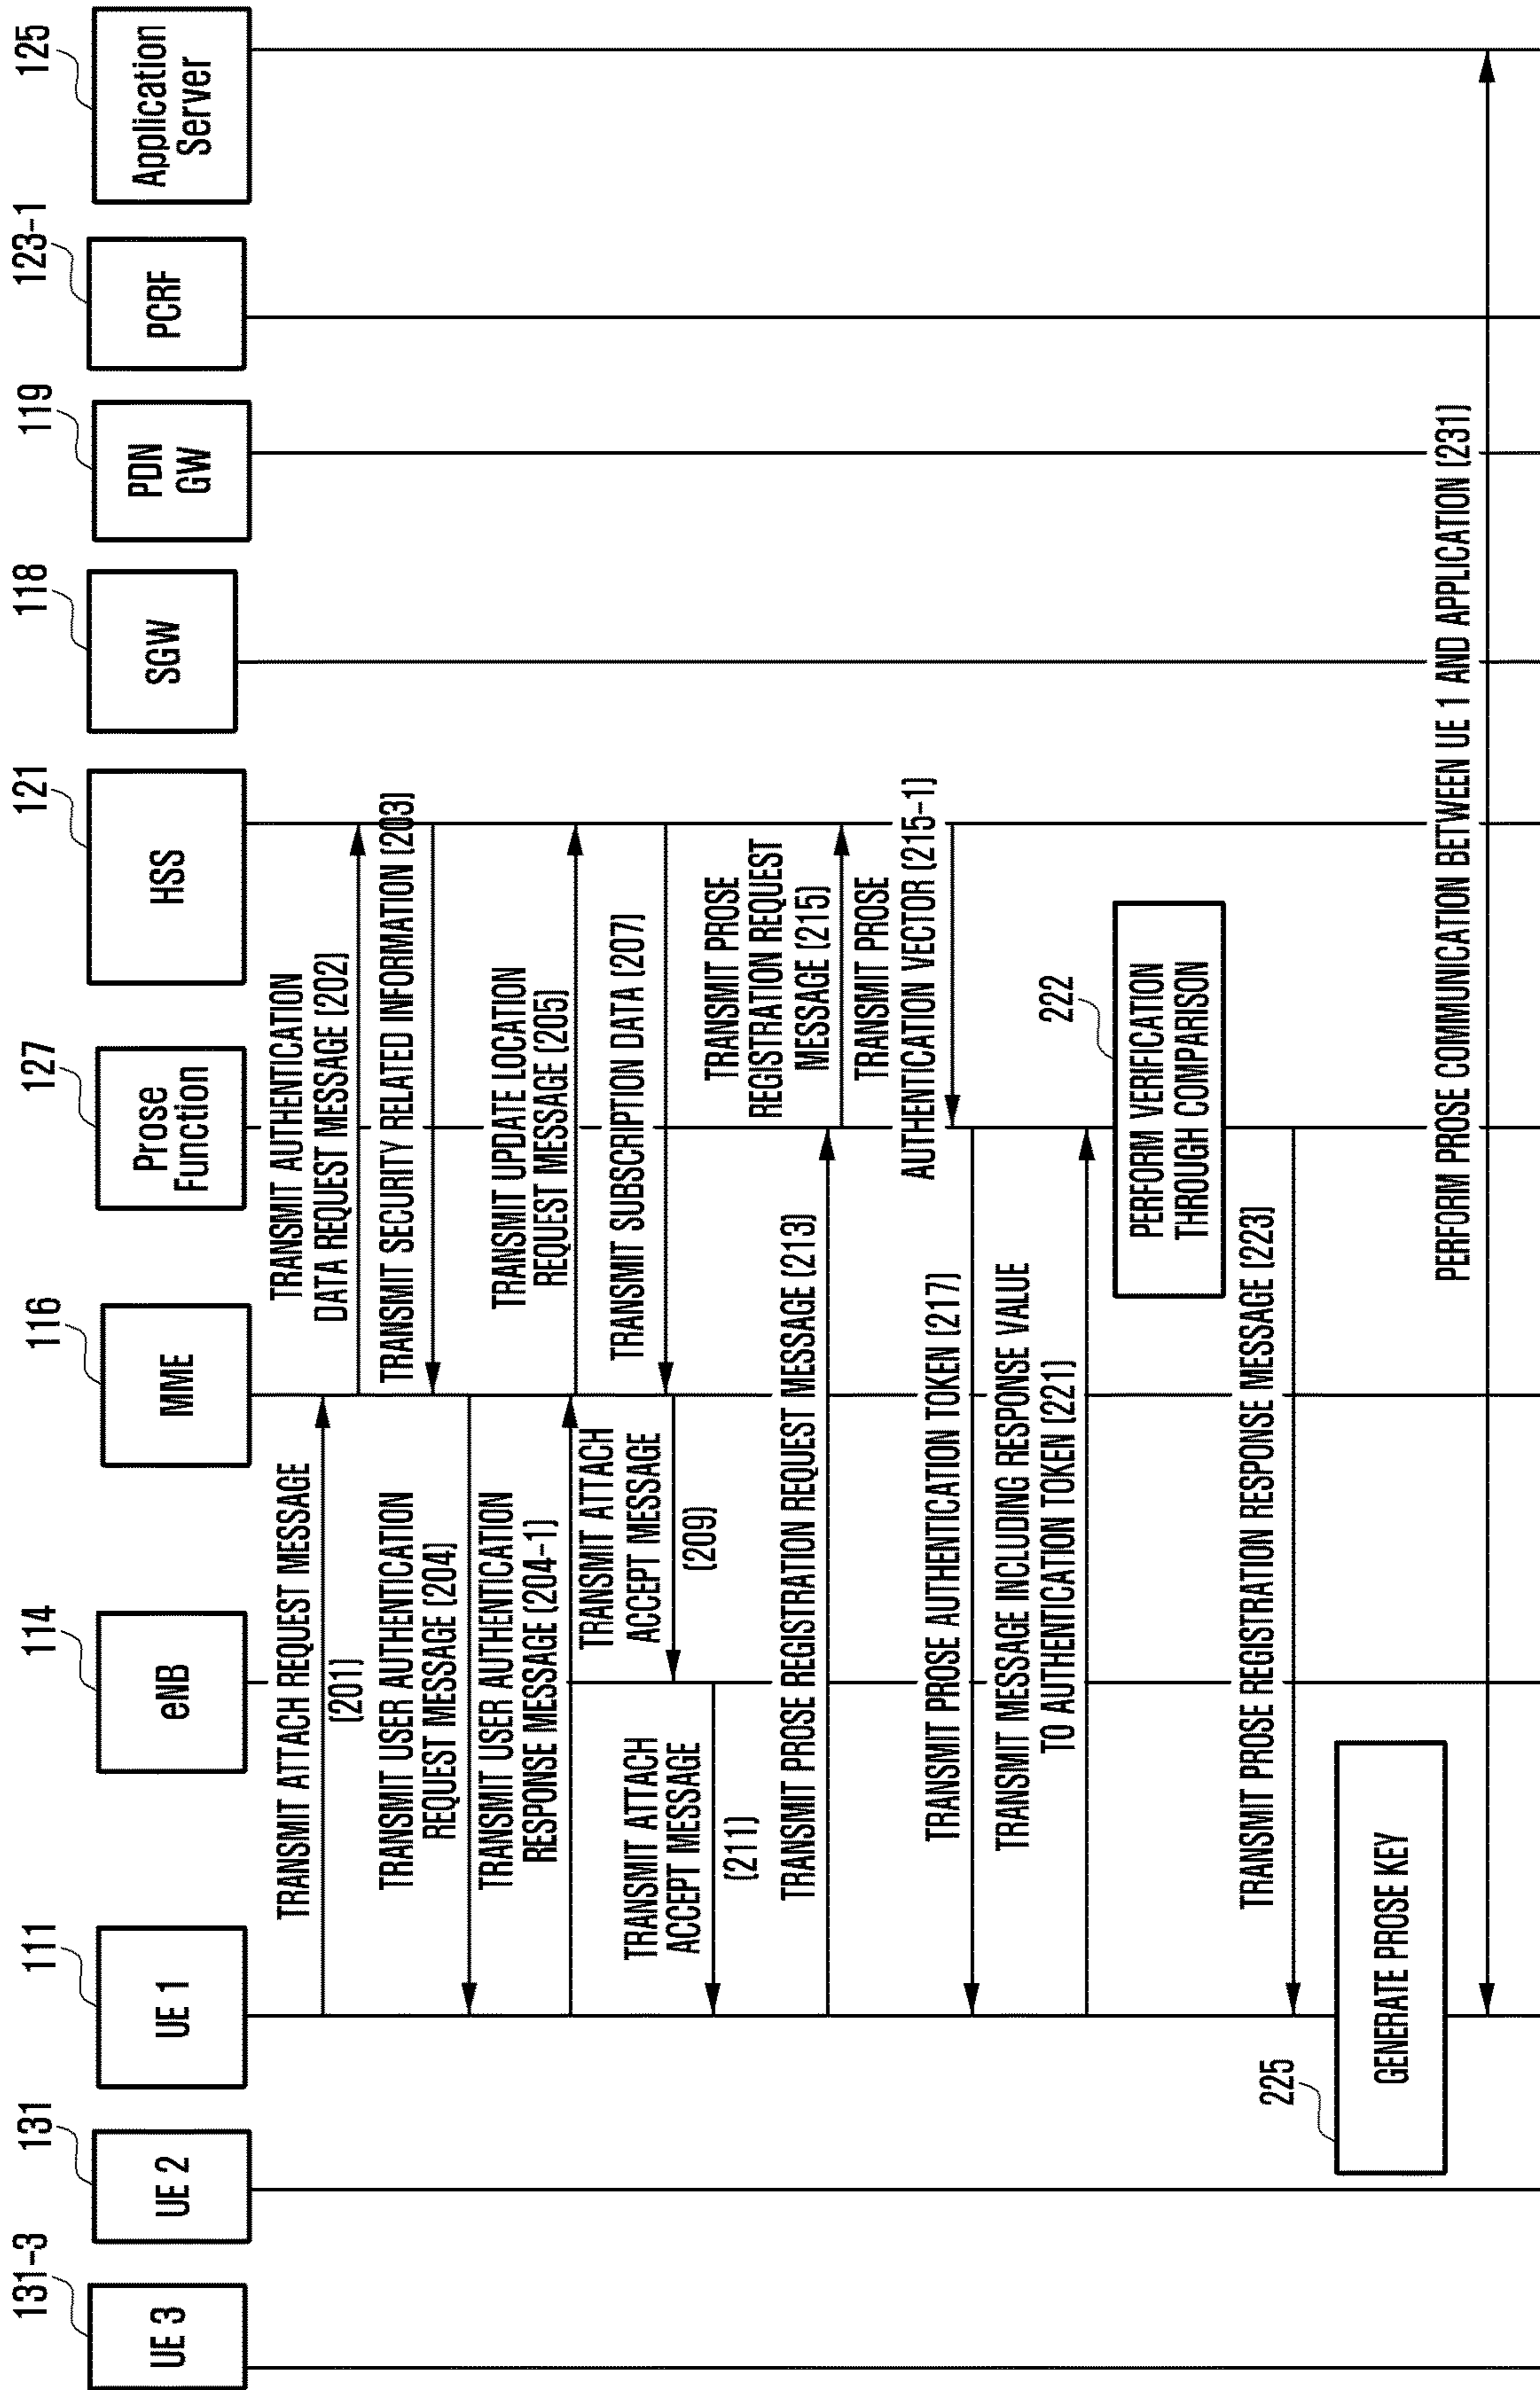 131-3
131
111
114
116
127
121
118
119
123-1
125
UE 3
UE 2
UE 1
eNB
MME
Prose
Function
HSS
SGW
PDN
GW
PCRF
Application
Server
TRANSMIT ATTACH REQUEST MESSAGE
(201)
TRANSMIT AUTHENTICATION
DATA REQUEST MESSAGE (202)
TRANSMIT SECURITY RELATED INFORMATION (203)
TRANSMIT USER AUTHENTICATION
REQUEST MESSAGE (204)
TRANSMIT USER AUTHENTICATION
RESPONSE MESSAGE (204-1)
TRANSMIT UPDATE LOCATION
REQUEST MESSAGE (205)
TRANSMIT SUBSCRIPTION DATA (207)
TRANSMIT ATTACH
ACCEPT MESSAGE
(209)
TRANSMIT ATTACH
ACCEPT MESSAGE
(211)
TRANSMIT PROSE REGISTRATION REQUEST MESSAGE (213)
TRANSMIT PROSE
REGISTRATION REQUEST
MESSAGE (215)
TRANSMIT PROSE
AUTHENTICATION VECTOR (215-1)
TRANSMIT PROSE AUTHENTICATION TOKEN (217)
TRANSMIT MESSAGE INCLUDING RESPONSE VALUE
TO AUTHENTICATION TOKEN (221)
222
PERFORM VERIFICATION
THROUGH COMPARISON
TRANSMIT PROSE REGISTRATION RESPONSE MESSAGE (223)
225
GENERATE PROSE KEY
PERFORM PROSE COMMUNICATION BETWEEN UE 1 AND APPLICATION (231)